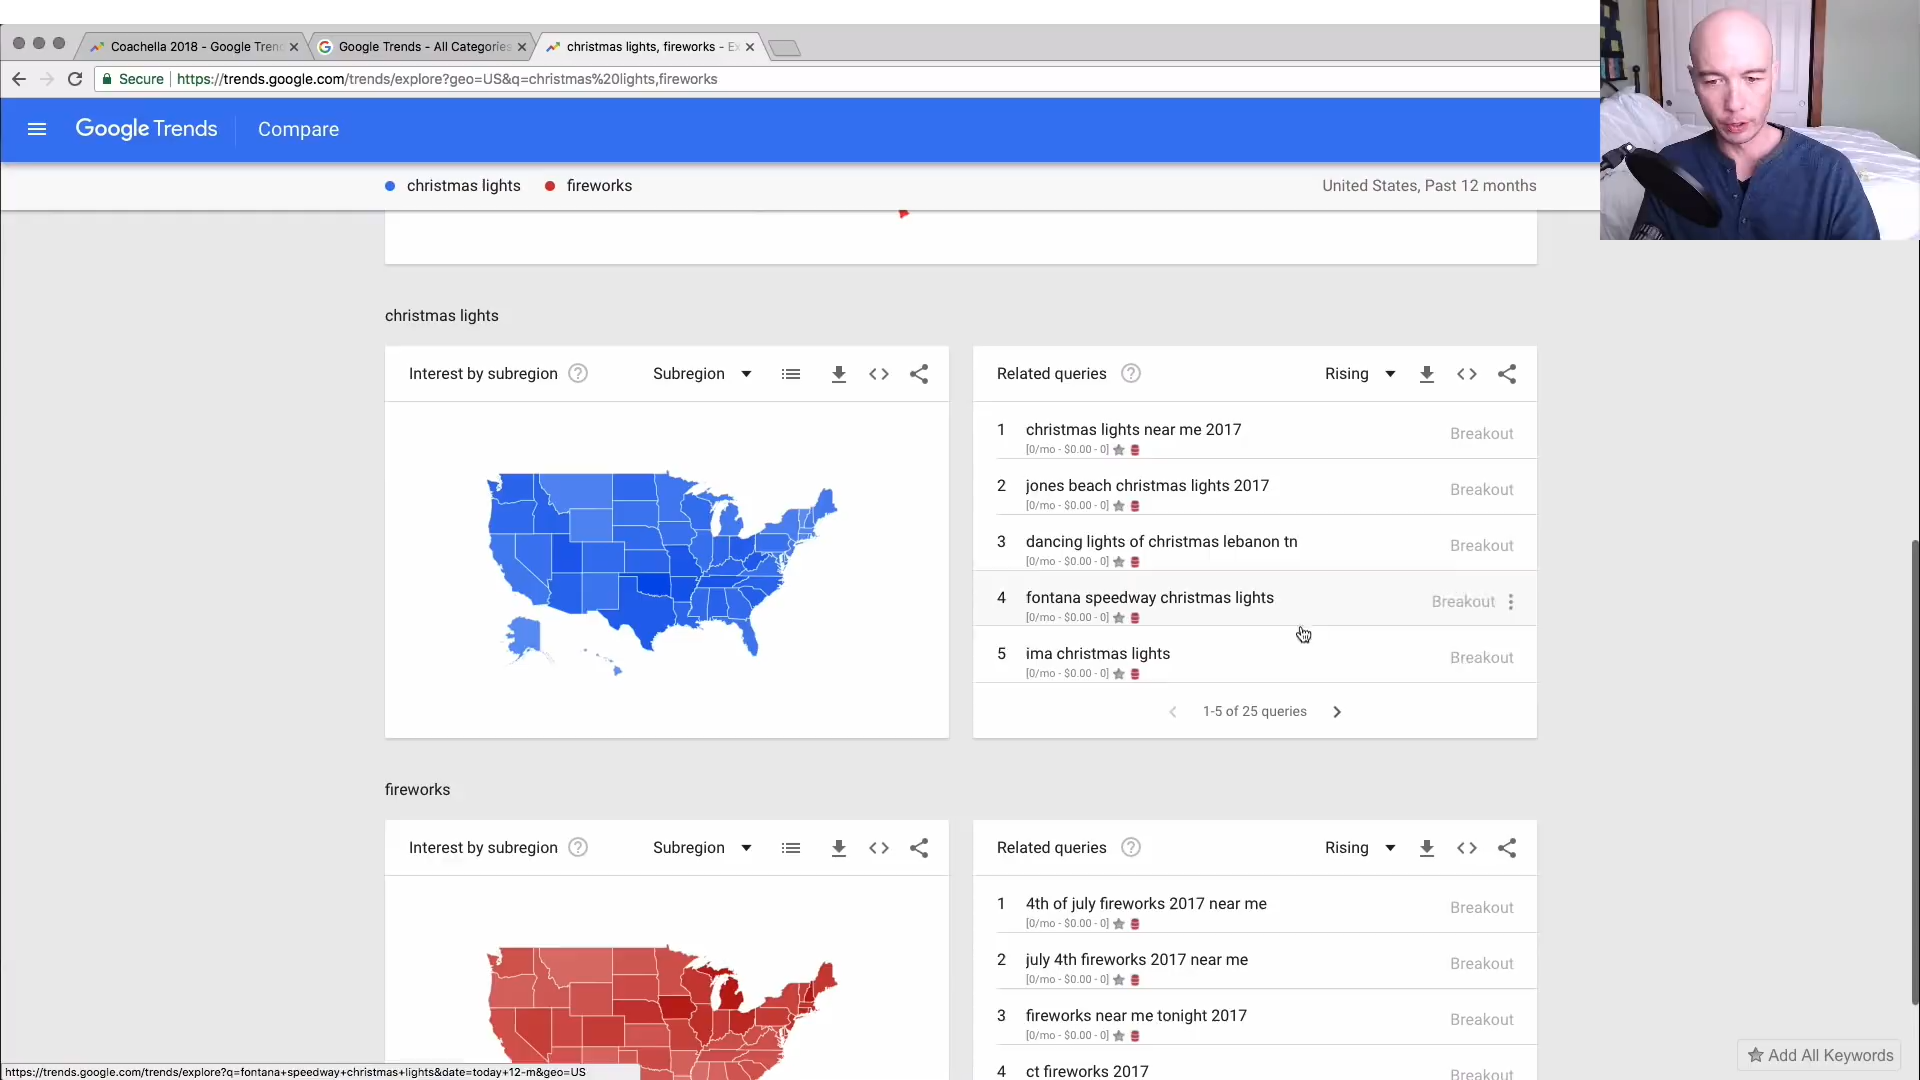 Coachella 2018 - Google Tren
Google Trends - All Categories
christmas lights, fireworks - Ex
Secure
https://trends.google.com/trends/explore?geo=US&q=christmas%20lights,fireworks
Google Trends
Compare
christmas lights
fireworks
United States, Past 12 months
christmas lights
Interest by subregion ?
Subregion
Related queries ?
Rising
1 christmas lights near me 2017 Breakout
[0/mo - $0.00 - 0]
2 jones beach christmas lights 2017 Breakout
[0/mo - $0.00 - 0]
3 dancing lights of christmas lebanon tn Breakout
[0/mo - $0.00 - 0]
4 fontana speedway christmas lights Breakout
[0/mo - $0.00 - 0]
5 ima christmas lights Breakout
[0/mo - $0.00 - 0]
1-5 of 25 queries
fireworks
Interest by subregion ?
Subregion
Related queries ?
Rising
1 4th of july fireworks 2017 near me Breakout
[0/mo - $0.00 - 0]
2 july 4th fireworks 2017 near me Breakout
[0/mo - $0.00 - 0]
3 fireworks near me tonight 2017 Breakout
[0/mo - $0.00 - 0]
4 ct fireworks 2017 Breakout
Add All Keywords
https://trends.google.com/trends/explore?q=fontana+speedway+christmas+lights&date=today+12-m&geo=US